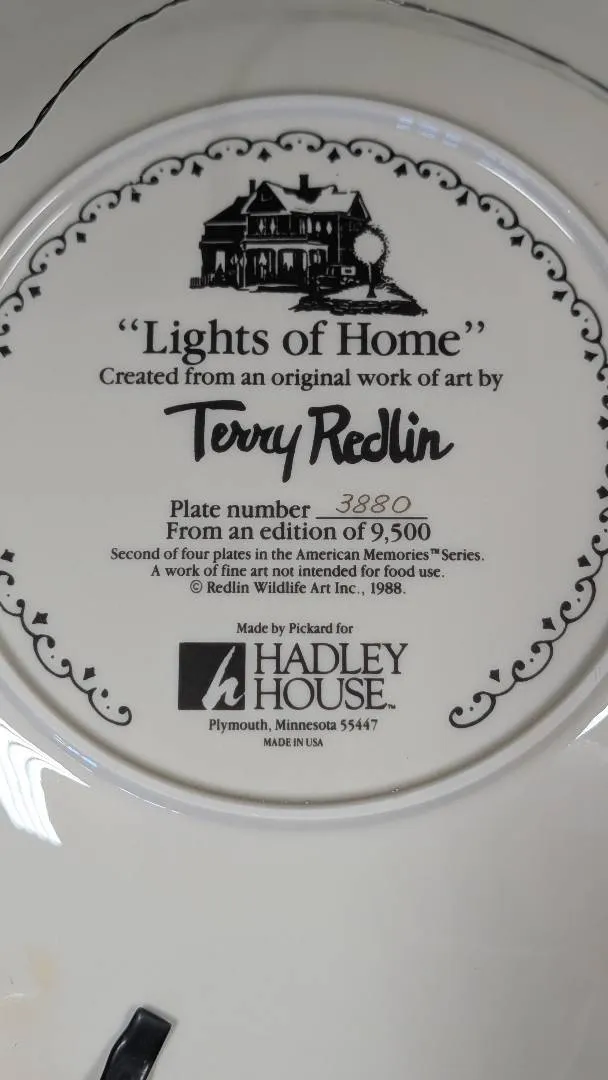 “Lights of Home”
Created from an original work of art by
Terry Redlin
Plate number 3880
From an edition of 9,500
Second of four plates in the American Memories™ Series.
A work of fine art not intended for food use.
© Redlin Wildlife Art Inc., 1988.
Made by Pickard for
h HADLEY
HOUSE™
Plymouth, Minnesota 55447
MADE IN USA